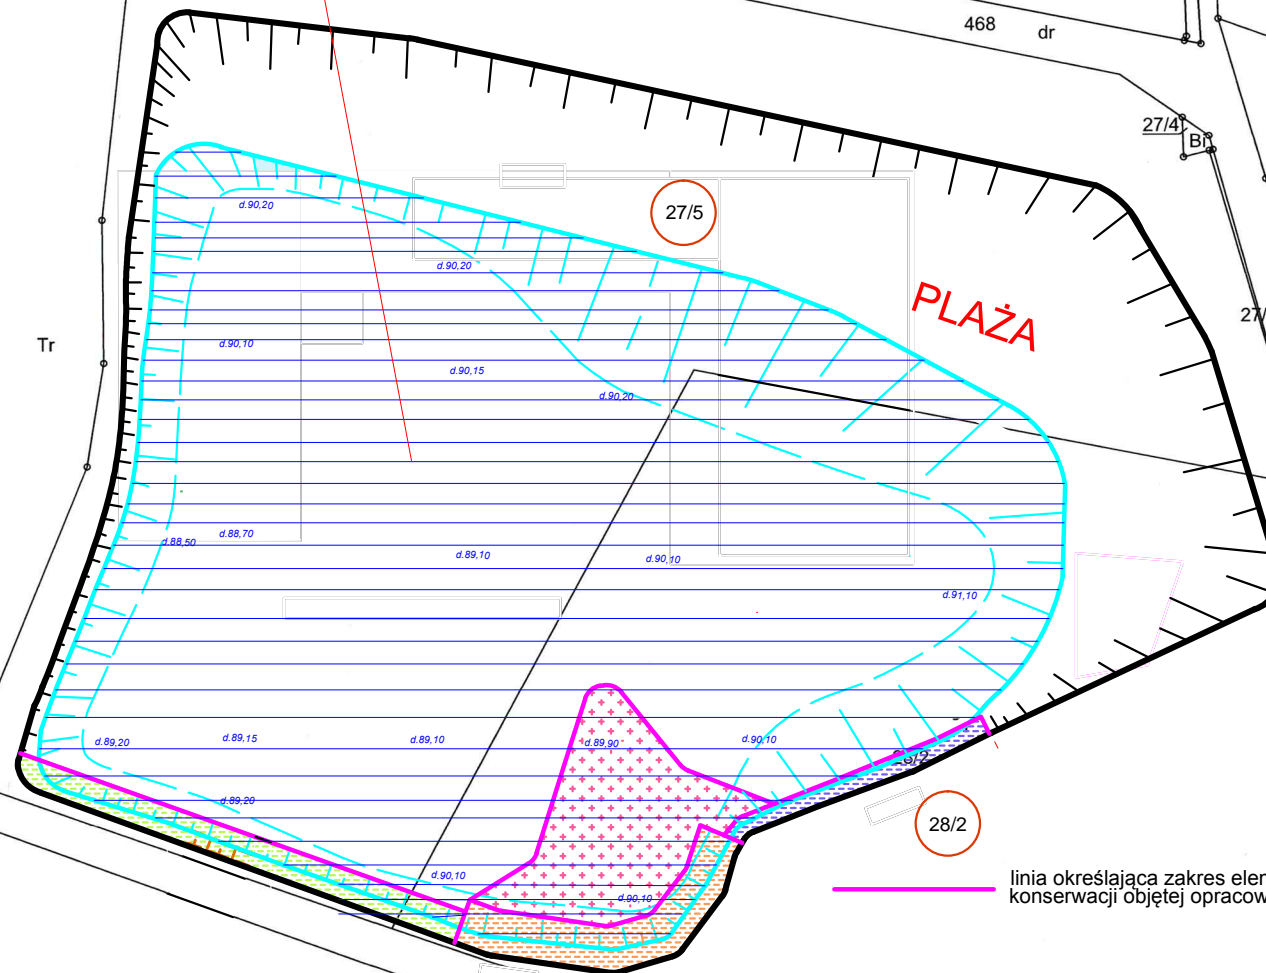 468 dr
27/4
Bi
d.90,20
27/5
d.90,20
PLAŻA
27/
Tr
d.90,10
d.90,15
d.90,20
d.88,70
d.88,50
d.89,10
d.90,10
d.91,10
d.89,20
d.89,15
d.89,10
d.89,90
d.90,10
28/2
d.89,20
28/2
d.90,10
d.90,10
linia określająca zakres elem
konserwacji objętej opracow